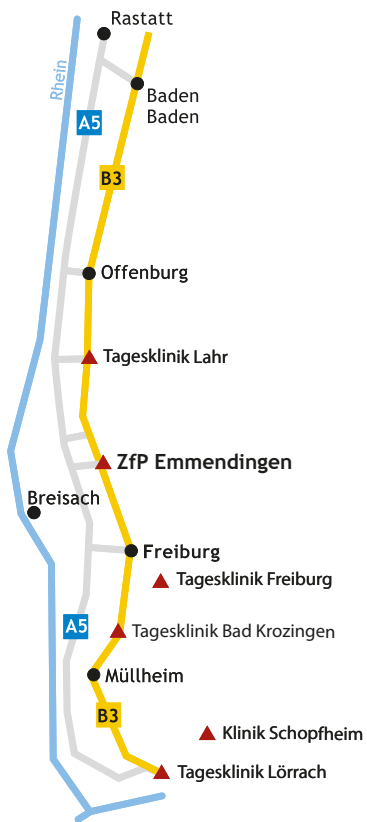 Rastatt
Rhein
Baden
Baden
A5
B3
Offenburg
Tagesklinik Lahr
ZfP Emmendingen
Breisach
Freiburg
Tagesklinik Freiburg
A5
Tagesklinik Bad Krozingen
Müllheim
B3
Klinik Schopfheim
Tagesklinik Lörrach